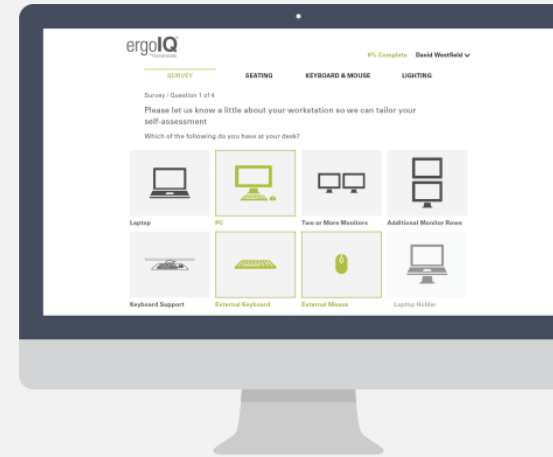 ergoIQ
Humanscale
6% Complete David Westfield
SURVEY SEATING KEYBOARD & MOUSE LIGHTING
Survey / Question 1 of 4
Please let us know a little about your workstation so we can tailor your
self-assessment
Which of the following do you have at your desk?
Laptop PC Two or More Monitors Additional Monitor Rows
Keyboard Support External Keyboard External Mouse Laptop Holder